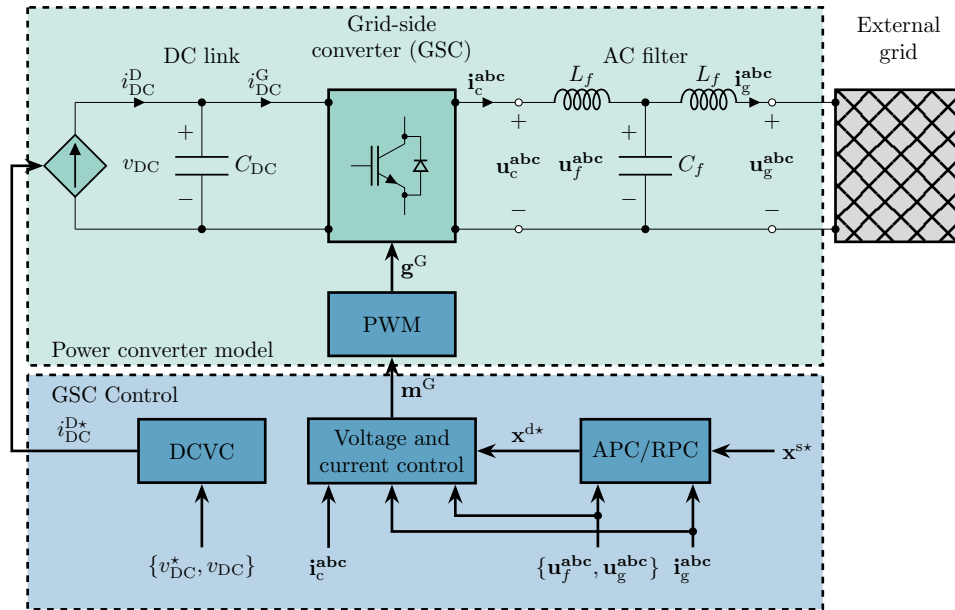 Grid-side
converter (GSC)
External
grid
DC link
AC filter
i_DC^D
i_DC^G
i_c^abc
L_f
L_f
i_g^abc
+
+
+
+
v_DC
C_DC
u_c^abc
u_f^abc
C_f
u_g^abc
−
−
−
−
g^G
PWM
Power converter model
GSC Control
m^G
i_DC^D⋆
DCVC
Voltage and
current control
x^d⋆
APC/RPC
x^s⋆
{v_DC^⋆, v_DC}
i_c^abc
{u_f^abc, u_g^abc}
i_g^abc